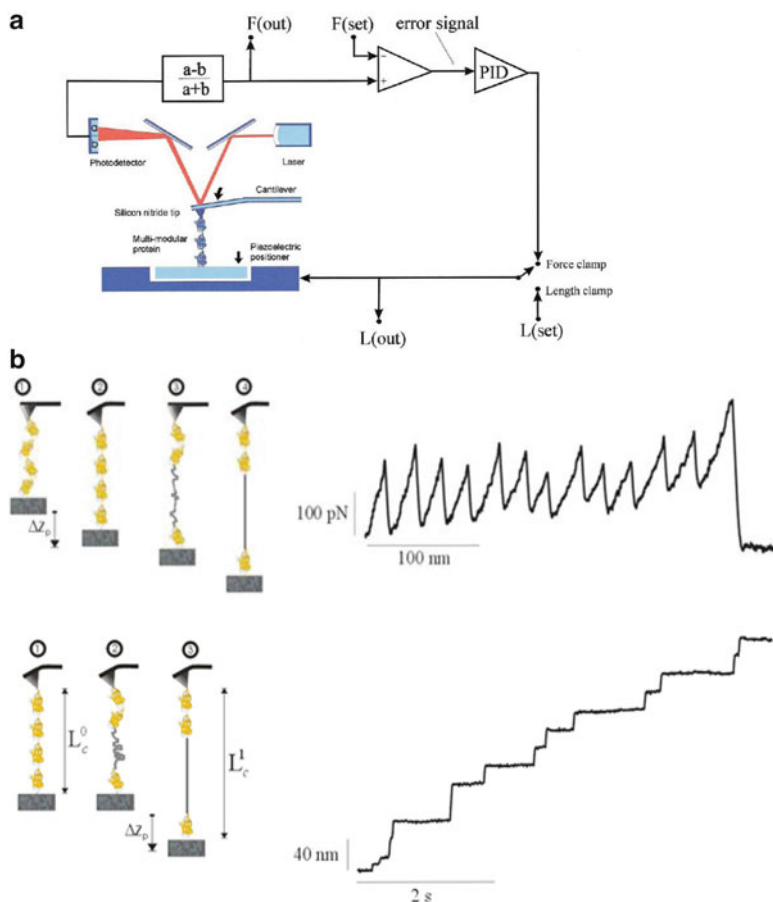 a
F(out)
F(set)
error signal
a-b
a+b
−
+
PID
Photodetector
Laser
Cantilever
Silicon nitride tip
Multi-modular
protein
Piezoelectric
positioner
Force clamp
Length clamp
L(out)
L(set)
b
1
2
3
4
ΔZp
100 pN
100 nm
1
2
3
L⁰c
L¹c
ΔZp
40 nm
2 s